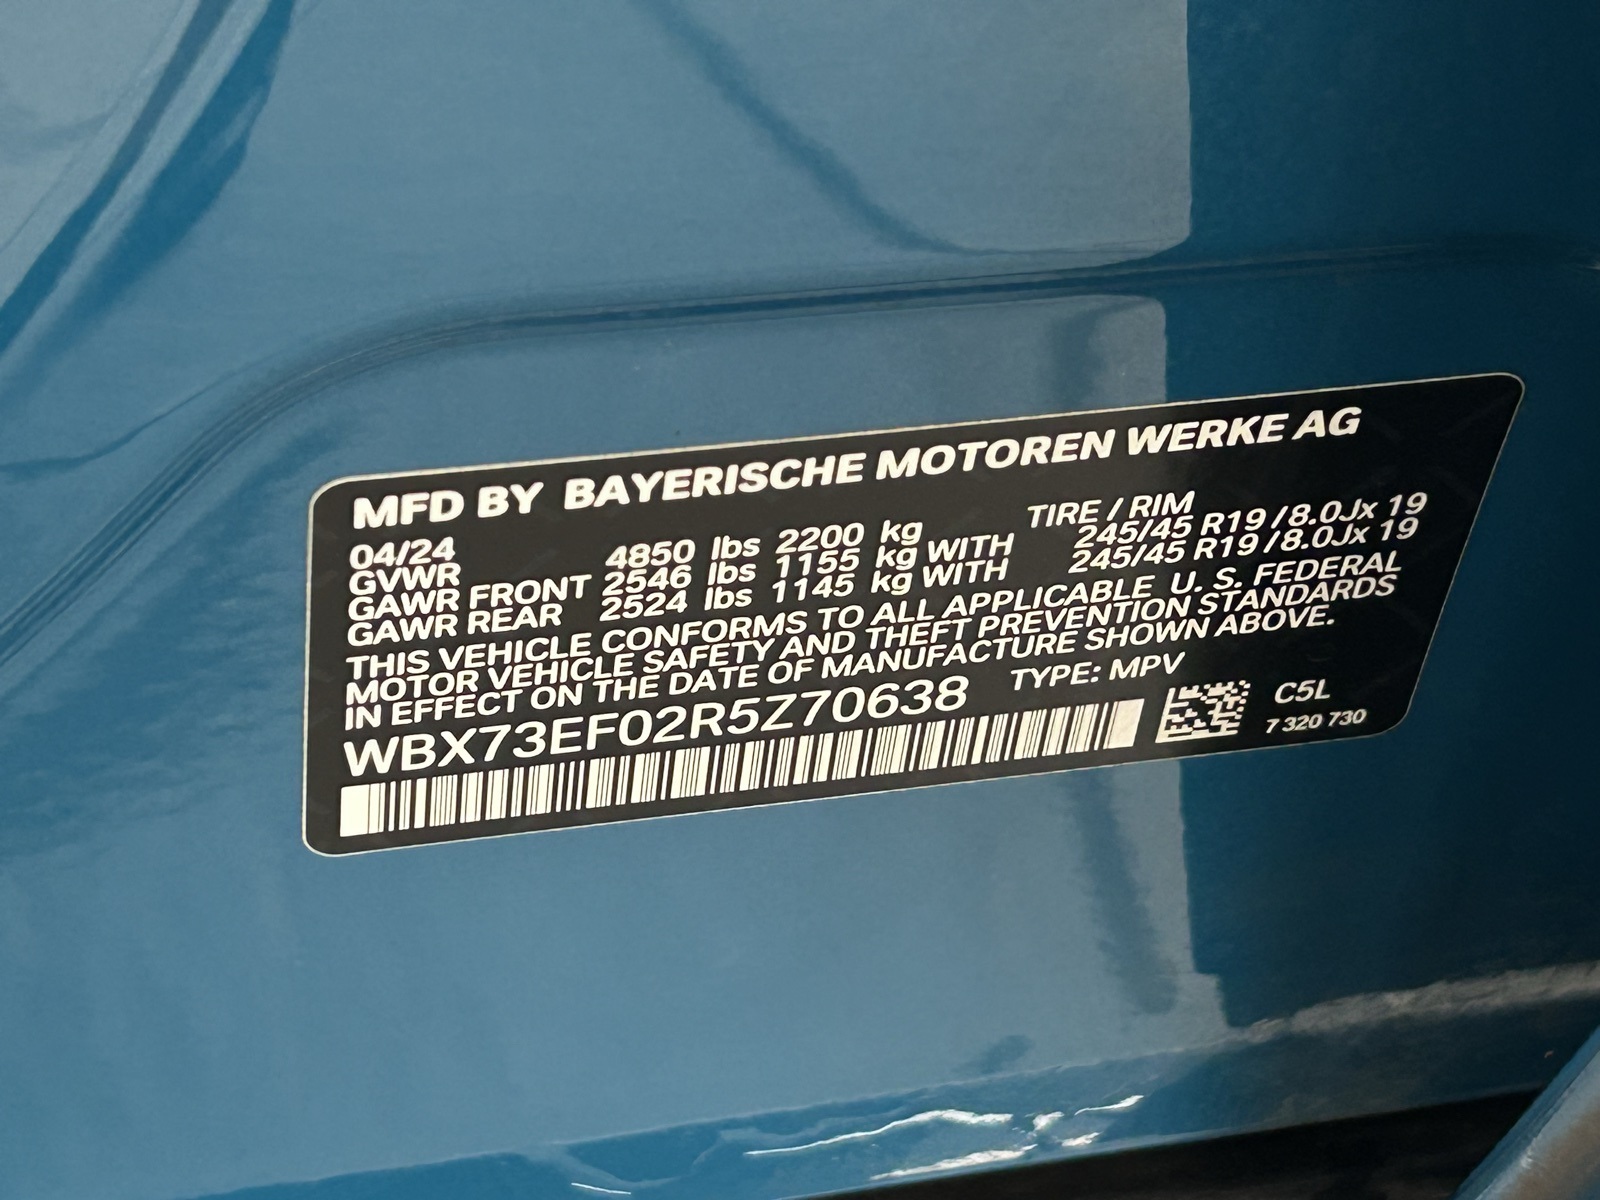 MFD BY BAYERISCHE MOTOREN WERKE AG
04/24 TIRE / RIM
GVWR 4850 lbs 2200 kg
GAWR FRONT 2546 lbs 1155 kg WITH 245/45 R19 /8.0Jx 19
GAWR REAR 2524 lbs 1145 kg WITH 245/45 R19 /8.0Jx 19
THIS VEHICLE CONFORMS TO ALL APPLICABLE U. S. FEDERAL
MOTOR VEHICLE SAFETY AND THEFT PREVENTION STANDARDS
IN EFFECT ON THE DATE OF MANUFACTURE SHOWN ABOVE.
WBX73EF02R5Z70638 TYPE: MPV
C5L
7 320 730